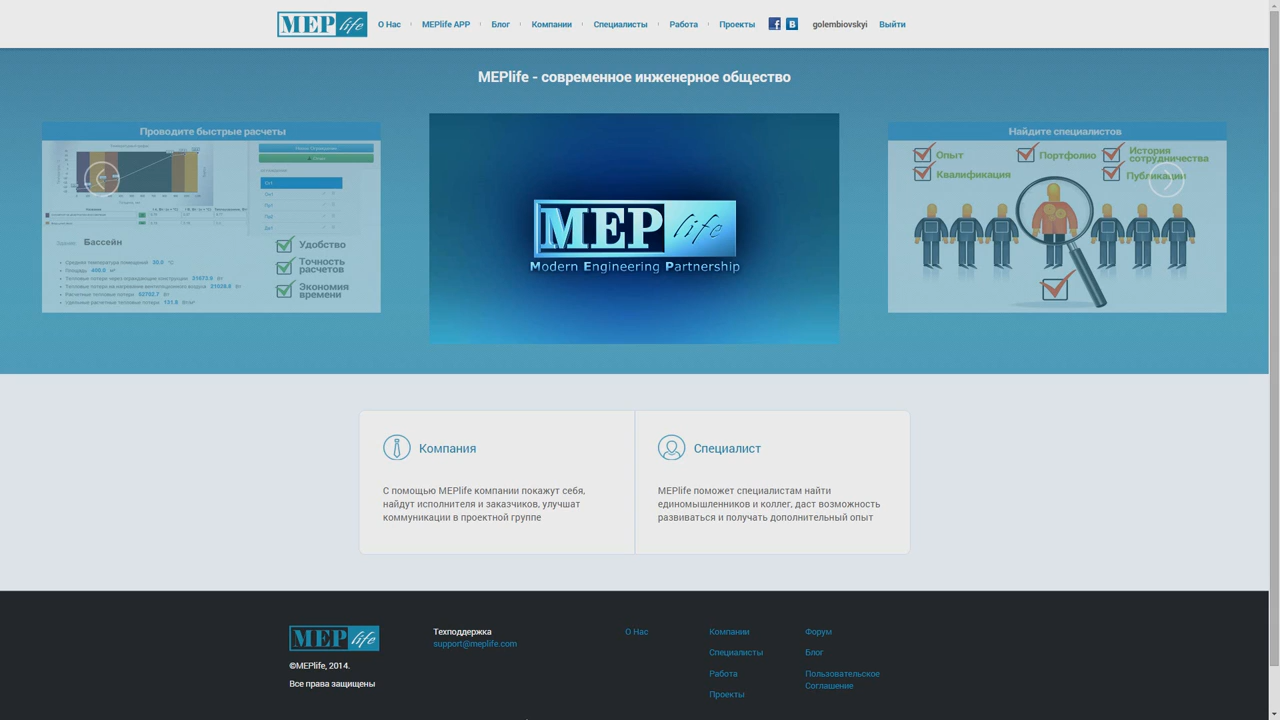 MEP life
О Нас
MEPlife APP
Блог
Компании
Специалисты
Работа
Проекты
golembiovskyi
Выйти
MEPlife - современное инженерное общество
Проводите быстрые расчеты
Бассейн
Удобство
Точность
расчетов
Экономия
времени
MEP life
Modern Engineering Partnership
Найдите специалистов
Опыт
Портфолио
История
сотрудничества
Квалификация
Публикации
Компания
С помощью MEPlife компании покажут себя,
найдут исполнителя и заказчиков, улучшат
коммуникации в проектной группе
Специалист
MEPlife поможет специалистам найти
единомышленников и коллег, даст возможность
развиваться и получать дополнительный опыт
MEP life
©MEPlife, 2014.
Все права защищены
Техподдержка
support@meplife.com
О Нас
Компании
Специалисты
Работа
Проекты
Форум
Блог
Пользовательское
Соглашение